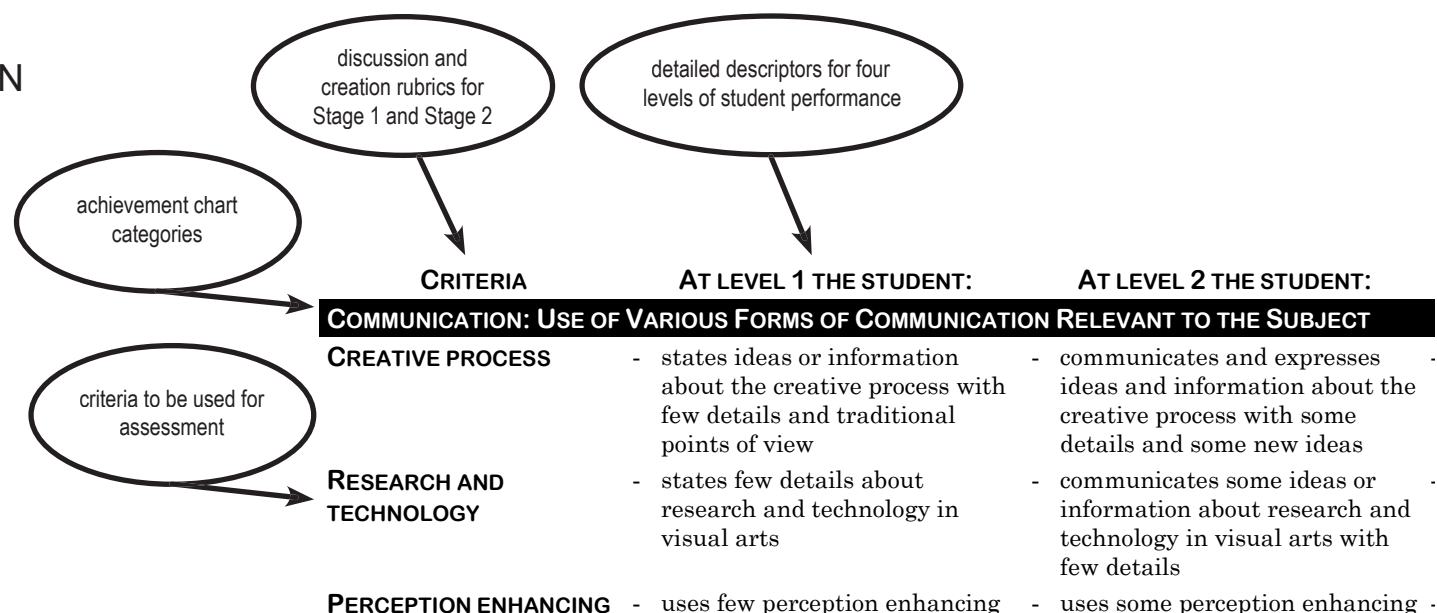 N
discussion and
creation rubrics for
Stage 1 and Stage 2
detailed descriptors for four
levels of student performance
achievement chart
categories
criteria to be used for
assessment
CRITERIA AT LEVEL 1 THE STUDENT: AT LEVEL 2 THE STUDENT:
COMMUNICATION: USE OF VARIOUS FORMS OF COMMUNICATION RELEVANT TO THE SUBJECT
CREATIVE PROCESS
- states ideas or information
about the creative process with
few details and traditional
points of view
- communicates and expresses
ideas and information about the
creative process with some
details and some new ideas
-
RESEARCH AND
TECHNOLOGY
- states few details about
research and technology in
visual arts
- communicates some ideas or
information about research and
technology in visual arts with
few details
-
PERCEPTION ENHANCING
- uses few perception enhancing
- uses some perception enhancing
-